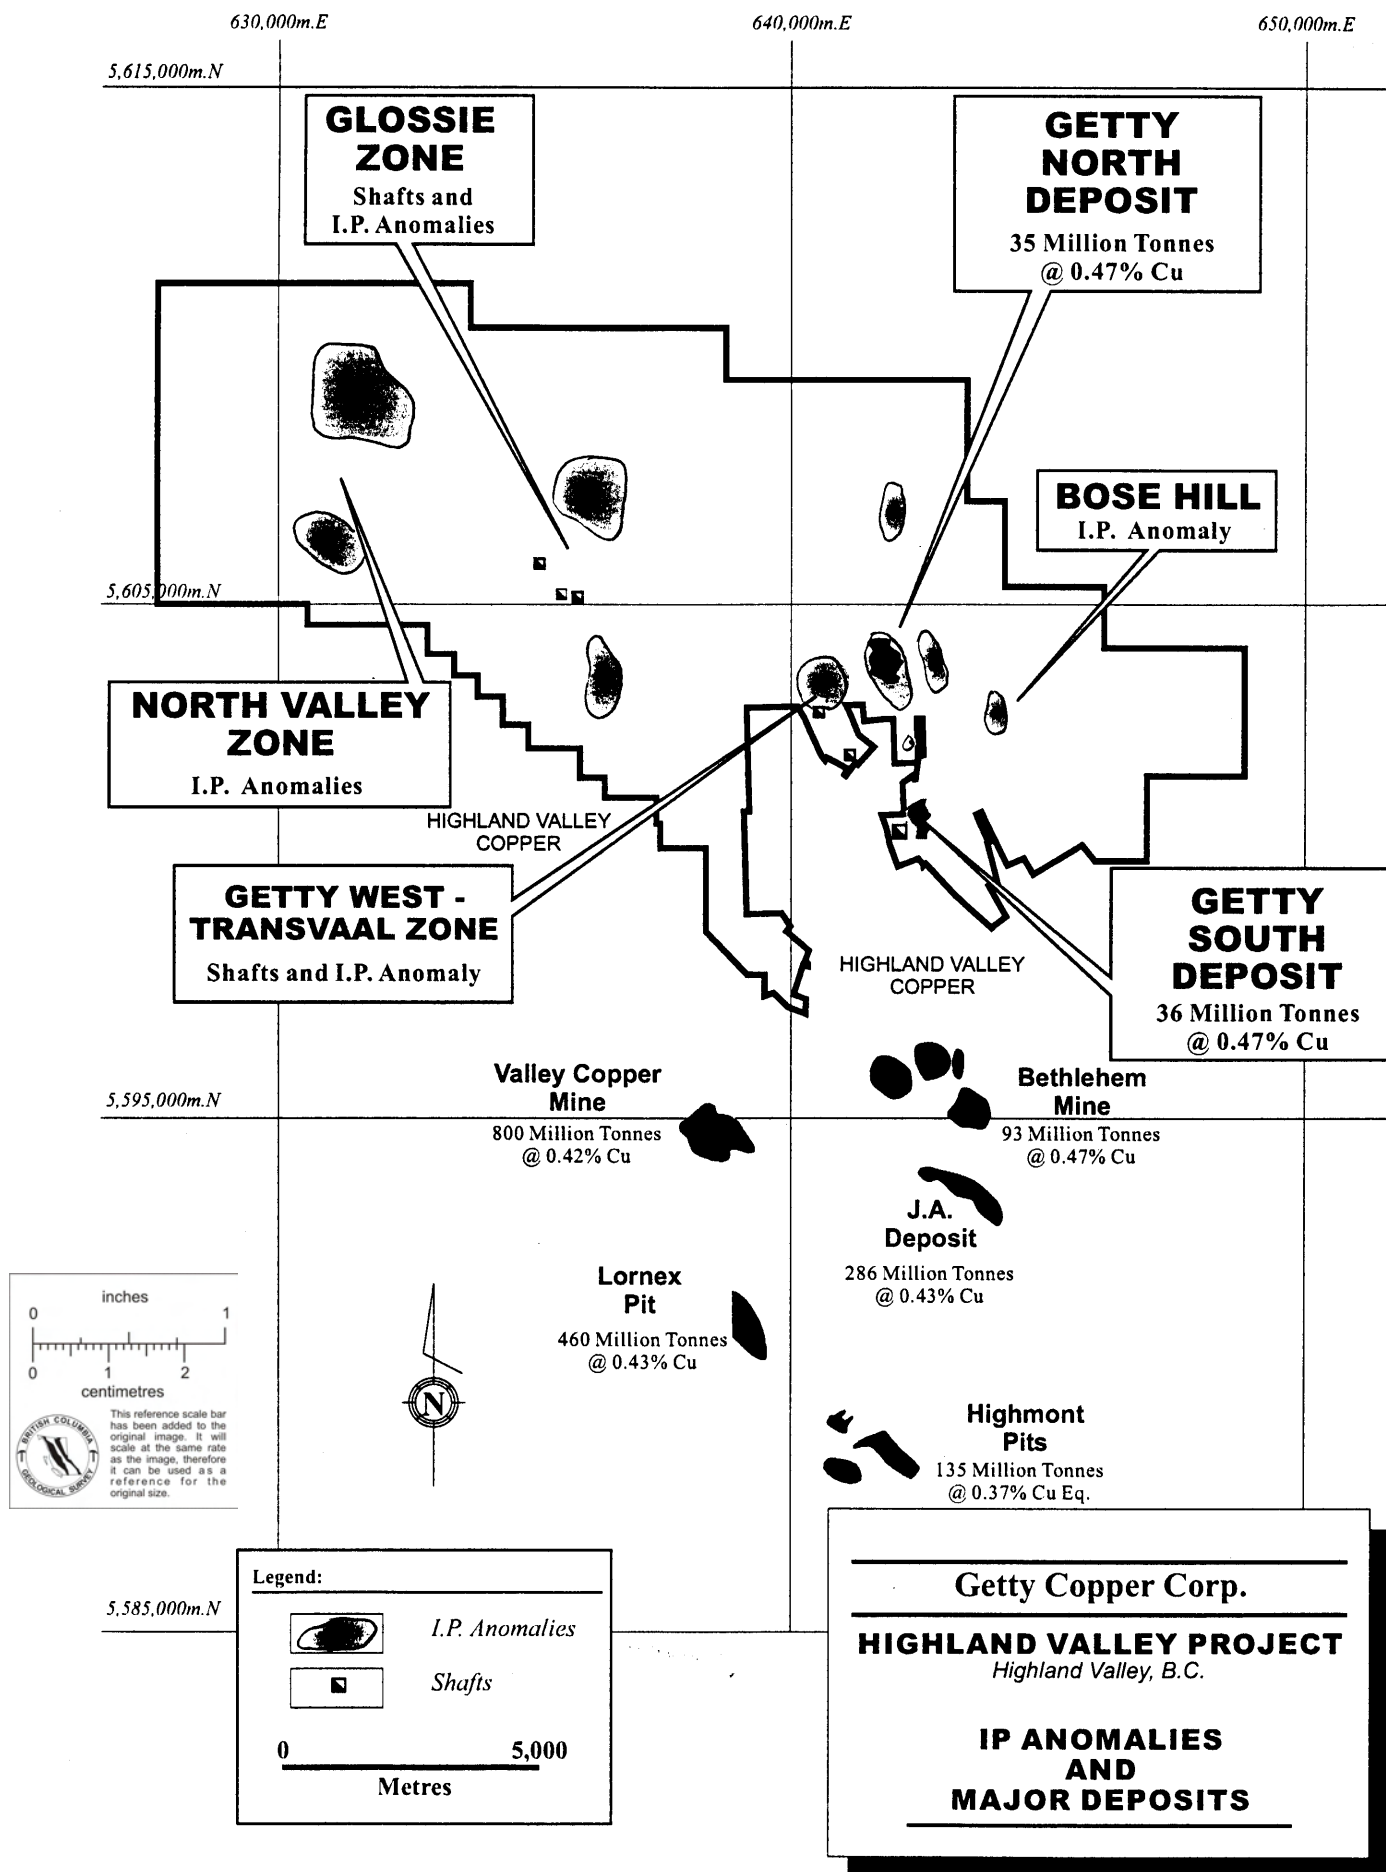 630,000m.E
640,000m.E
650,000m.E
5,615,000m.N
GLOSSIE
ZONE
Shafts and
I.P. Anomalies
GETTY
NORTH
DEPOSIT
35 Million Tonnes
@ 0.47% Cu
BOSE HILL
I.P. Anomaly
5,605,000m.N
NORTH VALLEY
ZONE
I.P. Anomalies
HIGHLAND VALLEY
COPPER
GETTY WEST -
TRANSVAAL ZONE
Shafts and I.P. Anomaly
GETTY
SOUTH
DEPOSIT
36 Million Tonnes
@ 0.47% Cu
HIGHLAND VALLEY
COPPER
Valley Copper
Mine
800 Million Tonnes
@ 0.42% Cu
Bethlehem
Mine
93 Million Tonnes
@ 0.47% Cu
5,595,000m.N
J.A.
Deposit
286 Million Tonnes
@ 0.43% Cu
Lornex
Pit
460 Million Tonnes
@ 0.43% Cu
inches
0 1
0 1 2
centimetres
BRITISH COLUMBIA
GEOLOGICAL SURVEY
This reference scale bar
has been added to the
original image. It will
scale at the same rate
as the image, therefore
it can be used as a
reference for the
original size.
N
Highmont
Pits
135 Million Tonnes
@ 0.37% Cu Eq.
5,585,000m.N
Legend:
I.P. Anomalies
Shafts
0 5,000
Metres
Getty Copper Corp.
HIGHLAND VALLEY PROJECT
Highland Valley, B.C.
IP ANOMALIES
AND
MAJOR DEPOSITS